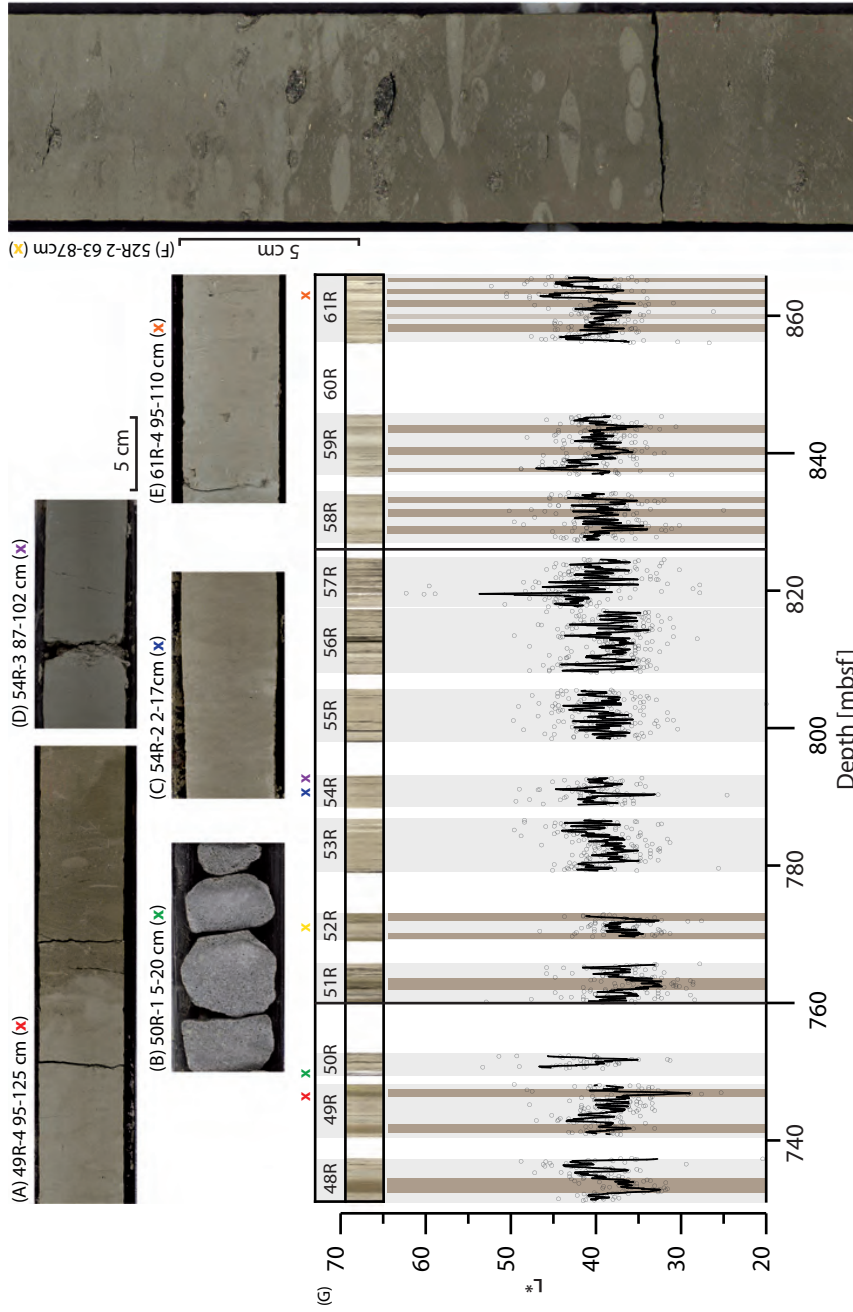 (A) 49R-4 95-125 cm (x)
(D) 54R-3 87-102 cm (x)
5 cm
(B) 50R-1 5-20 cm (x)
(C) 54R-2 2-17cm (x)
(E) 61R-4 95-110 cm (x)
(F) 52R-2 63-87cm (x)
5 cm
x x x x x x
(G)
48R 49R 50R 51R 52R 53R 54R 55R 56R 57R 58R 59R 60R 61R
L*
70
60
50
40
30
20
740 760 780 800 820 840 860
Depth [mbsf]